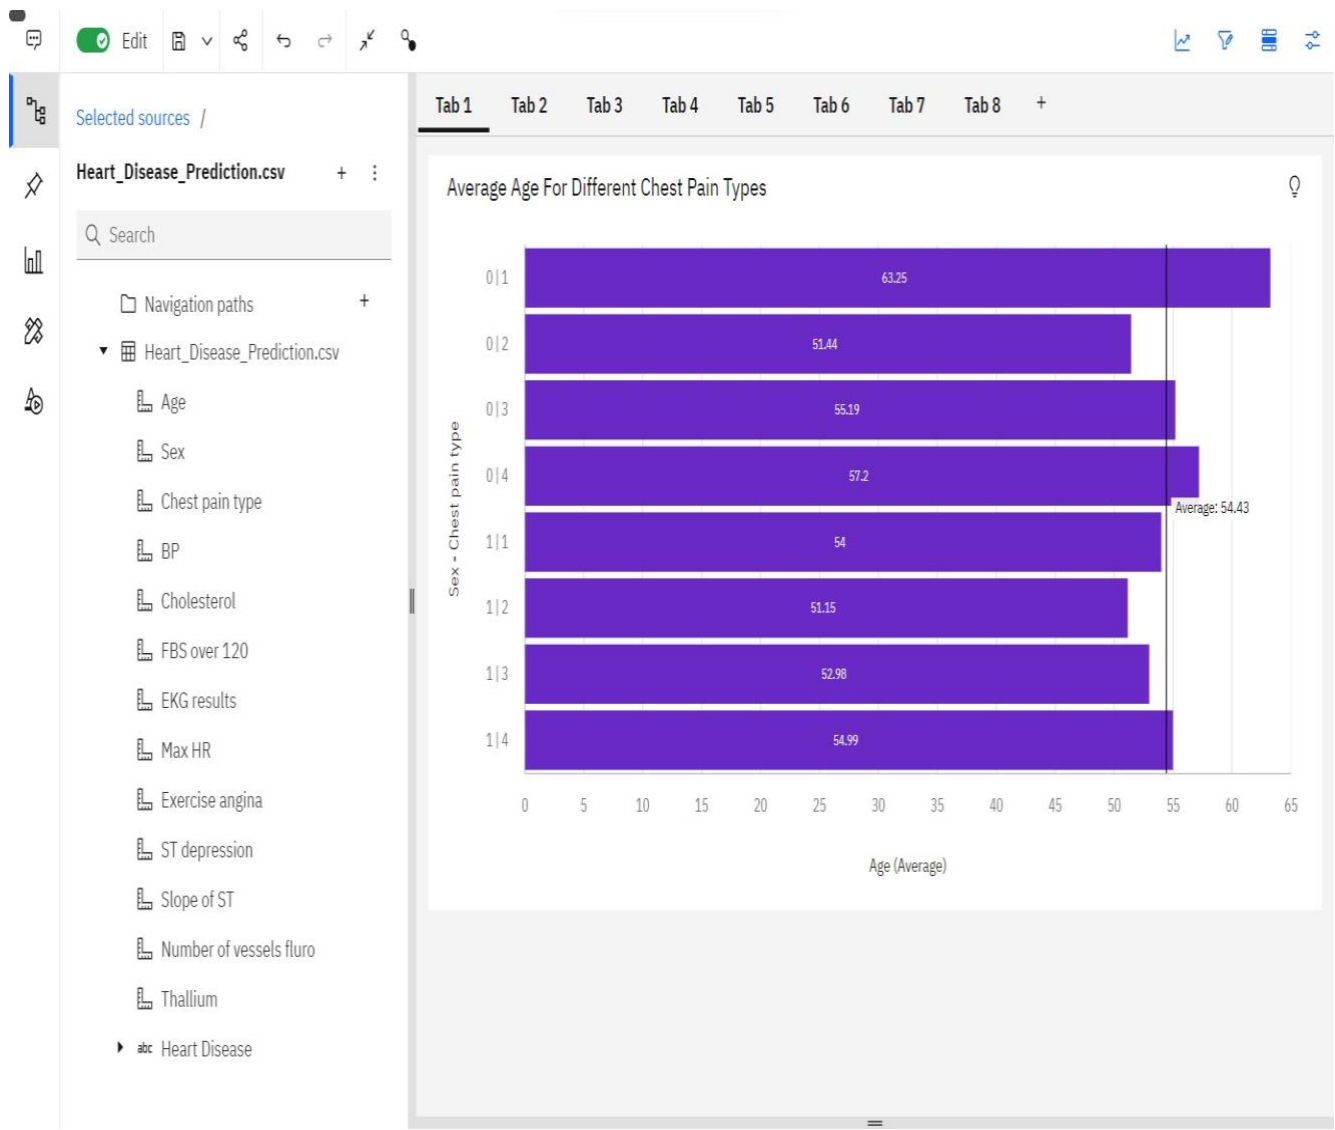 Edit
Selected sources /
Heart_Disease_Prediction.csv
Search
Navigation paths
Heart_Disease_Prediction.csv
Age
Sex
Chest pain type
BP
Cholesterol
FBS over 120
EKG results
Max HR
Exercise angina
ST depression
Slope of ST
Number of vessels fluro
Thallium
abc Heart Disease
Tab 1 Tab 2 Tab 3 Tab 4 Tab 5 Tab 6 Tab 7 Tab 8 +
Average Age For Different Chest Pain Types
Sex - Chest pain type
0|1 63.25
0|2 51.44
0|3 55.19
0|4 57.2
Average: 54.43
1|1 54
1|2 51.15
1|3 52.98
1|4 54.99
0 5 10 15 20 25 30 35 40 45 50 55 60 65
Age (Average)